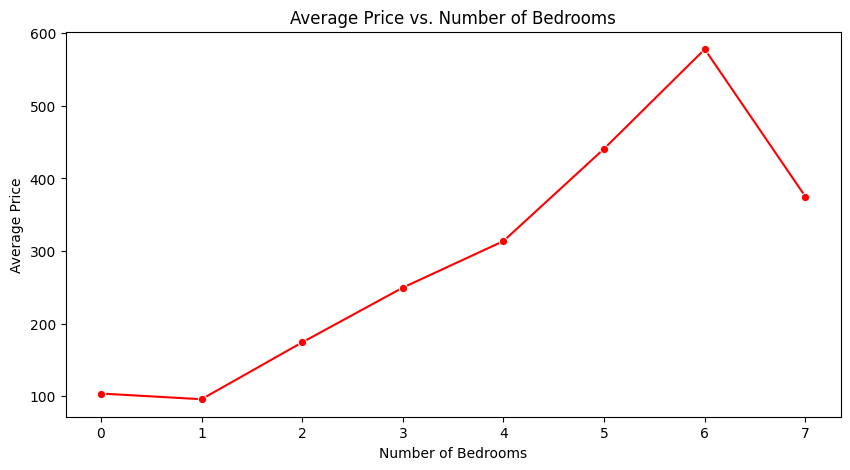 Average Price vs. Number of Bedrooms
Average Price
600
500
400
300
200
100
0 1 2 3 4 5 6 7
Number of Bedrooms